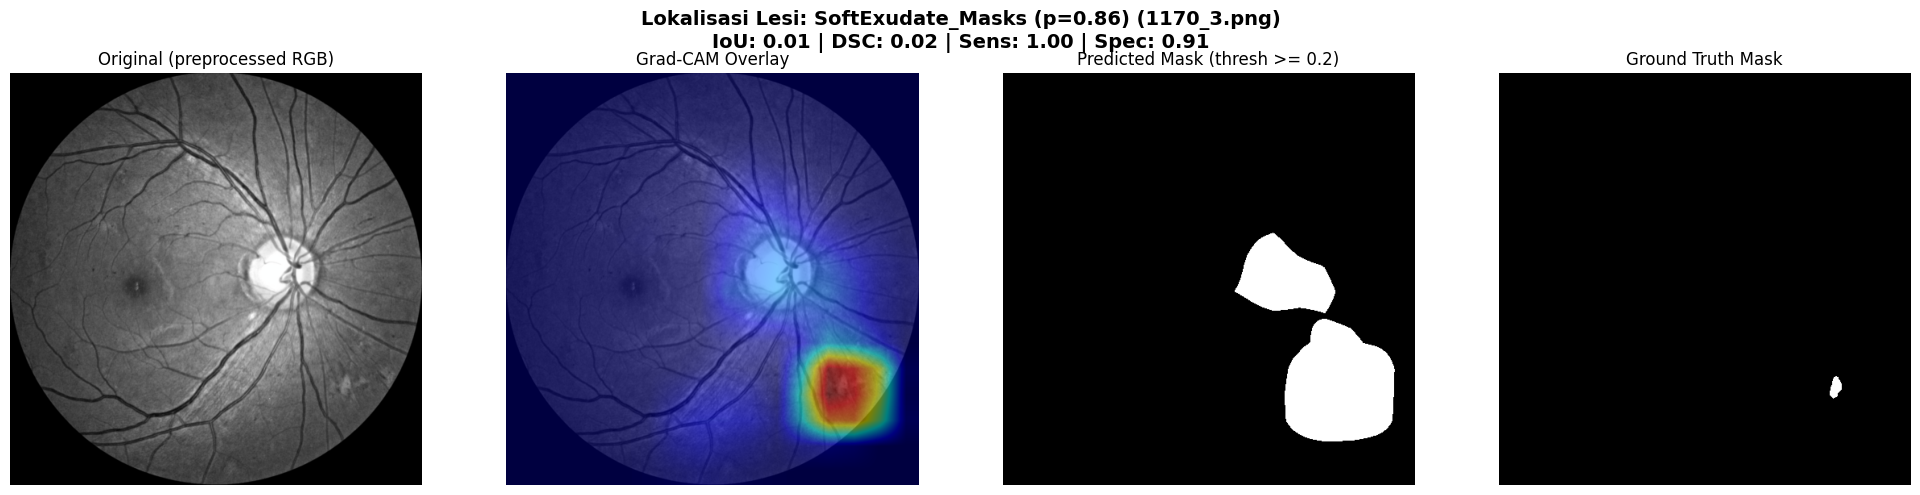 Lokalisasi Lesi: SoftExudate_Masks (p=0.86) (1170_3.png)
IoU: 0.01 | DSC: 0.02 | Sens: 1.00 | Spec: 0.91
Original (preprocessed RGB)
Grad-CAM Overlay
Predicted Mask (thresh >= 0.2)
Ground Truth Mask